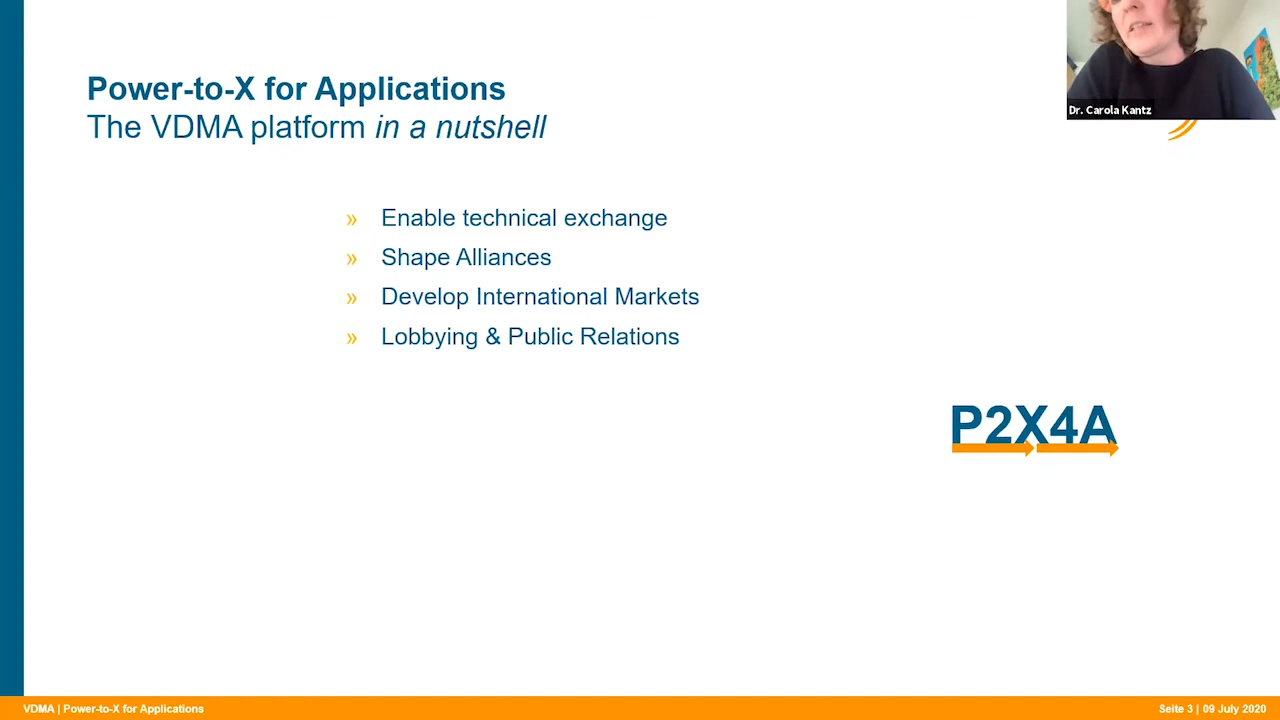 Power-to-X for Applications
The VDMA platform in a nutshell
Dr. Carola Kantz
» Enable technical exchange
» Shape Alliances
» Develop International Markets
» Lobbying & Public Relations
P2X4A
VDMA | Power-to-X for Applications
Seite 3 | 09 July 2020